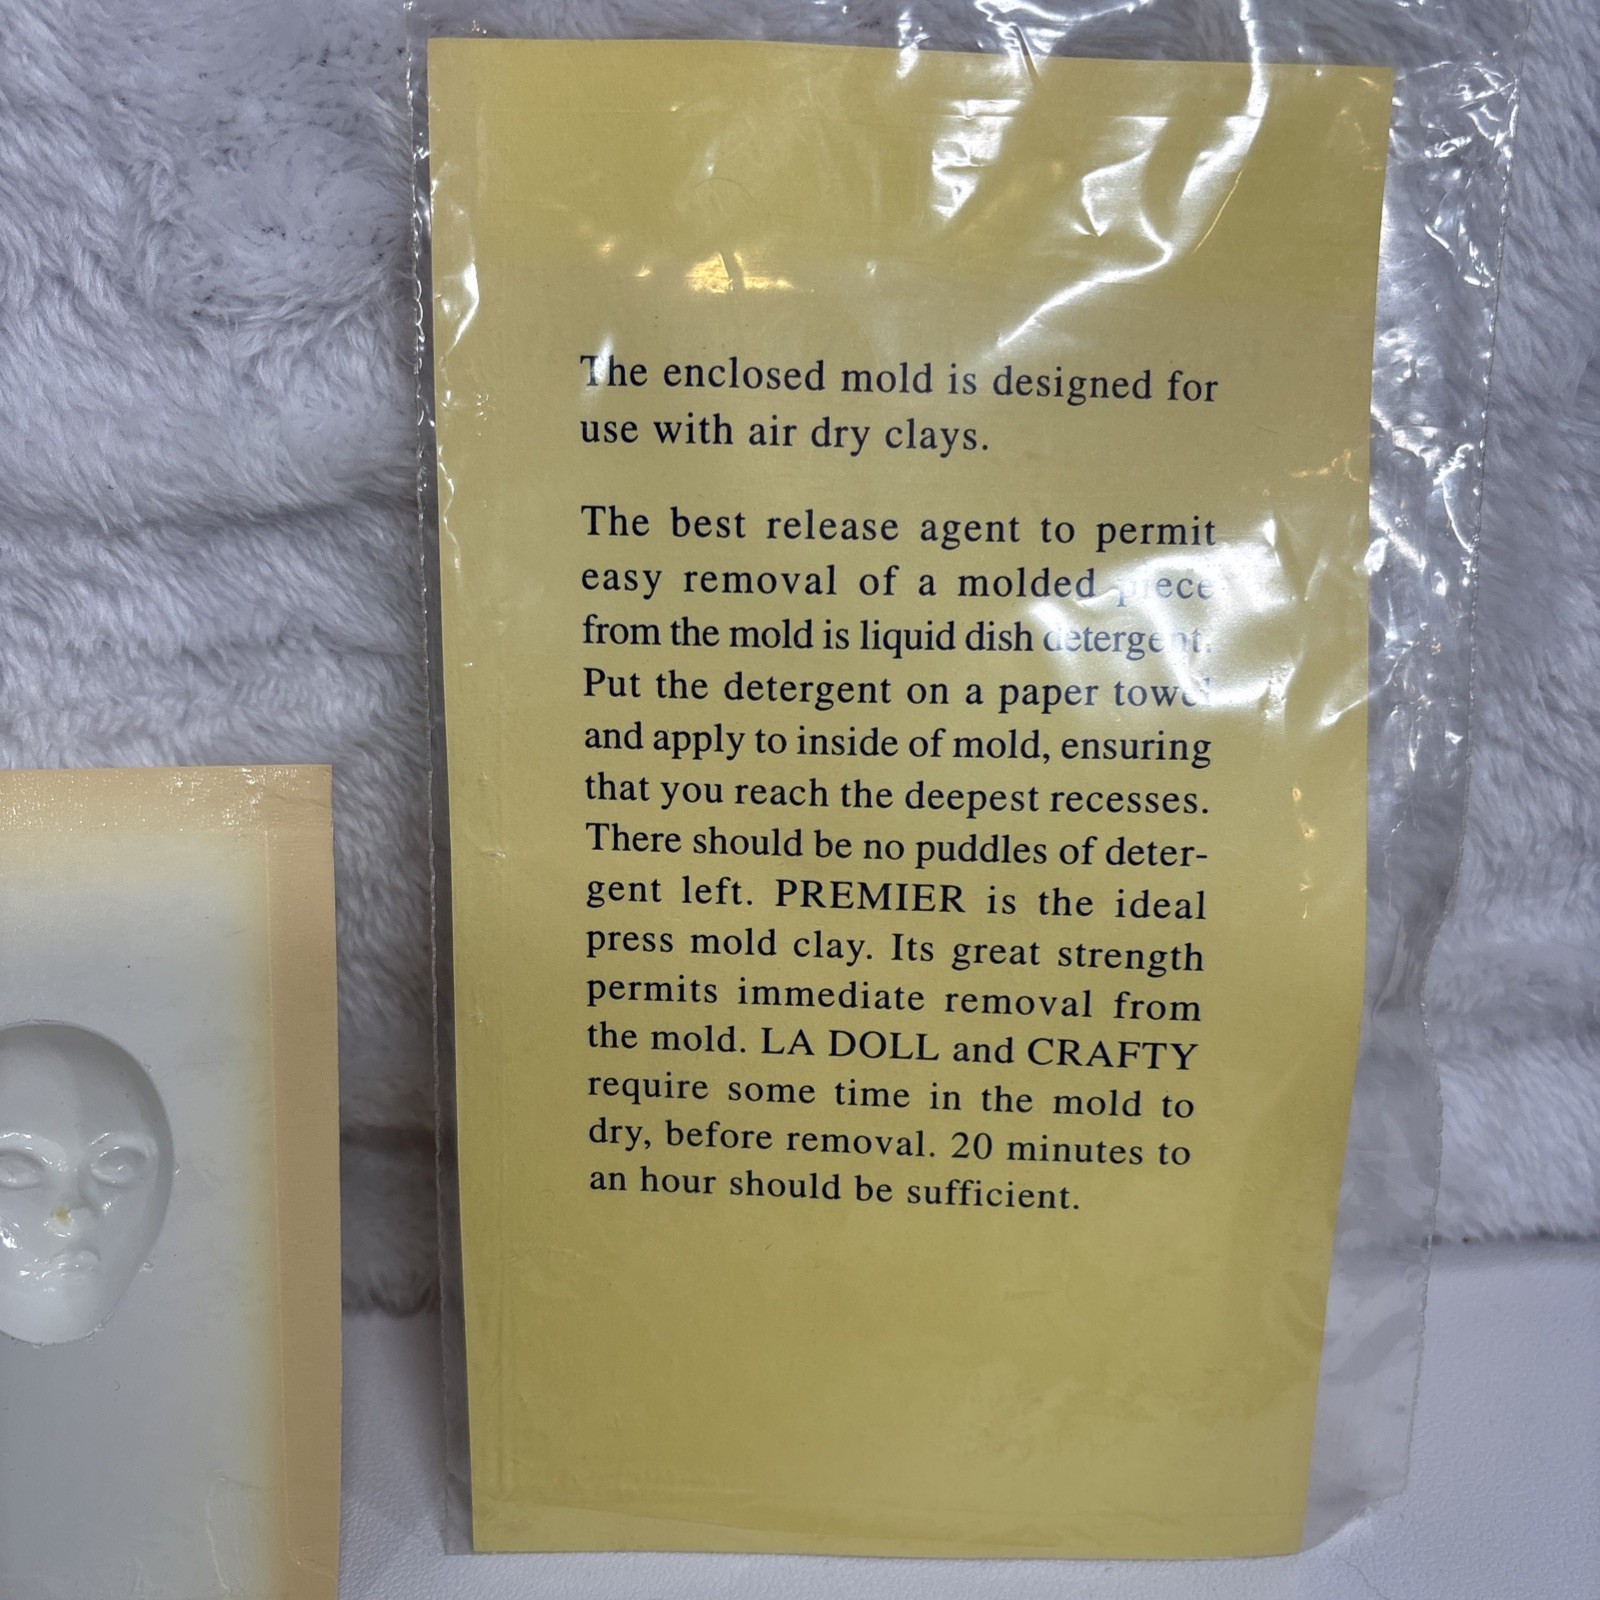 The enclosed mold is designed for
use with air dry clays.
The best release agent to permit
easy removal of a molded piece
from the mold is liquid dish detergent.
Put the detergent on a paper towel
and apply to inside of mold, ensuring
that you reach the deepest recesses.
There should be no puddles of deter-
gent left. PREMIER is the ideal
press mold clay. Its great strength
permits immediate removal from
the mold. LA DOLL and CRAFTY
require some time in the mold to
dry, before removal. 20 minutes to
an hour should be sufficient.